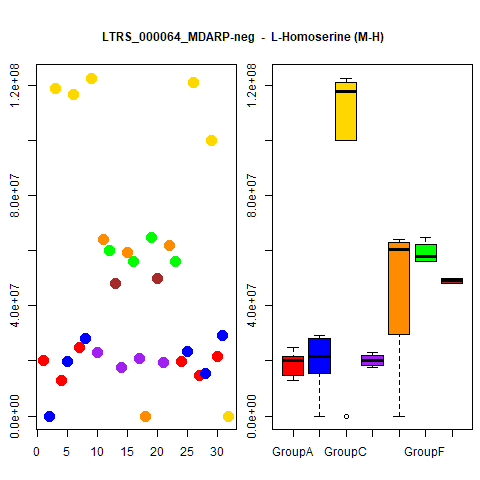 LTRS_000064_MDARP-neg - L-Homoserine (M-H)
1.2e+08
8.0e+07
4.0e+07
0.0e+00
0 5 10 15 20 25 30
1.2e+08
8.0e+07
4.0e+07
0.0e+00
GroupA GroupC GroupF